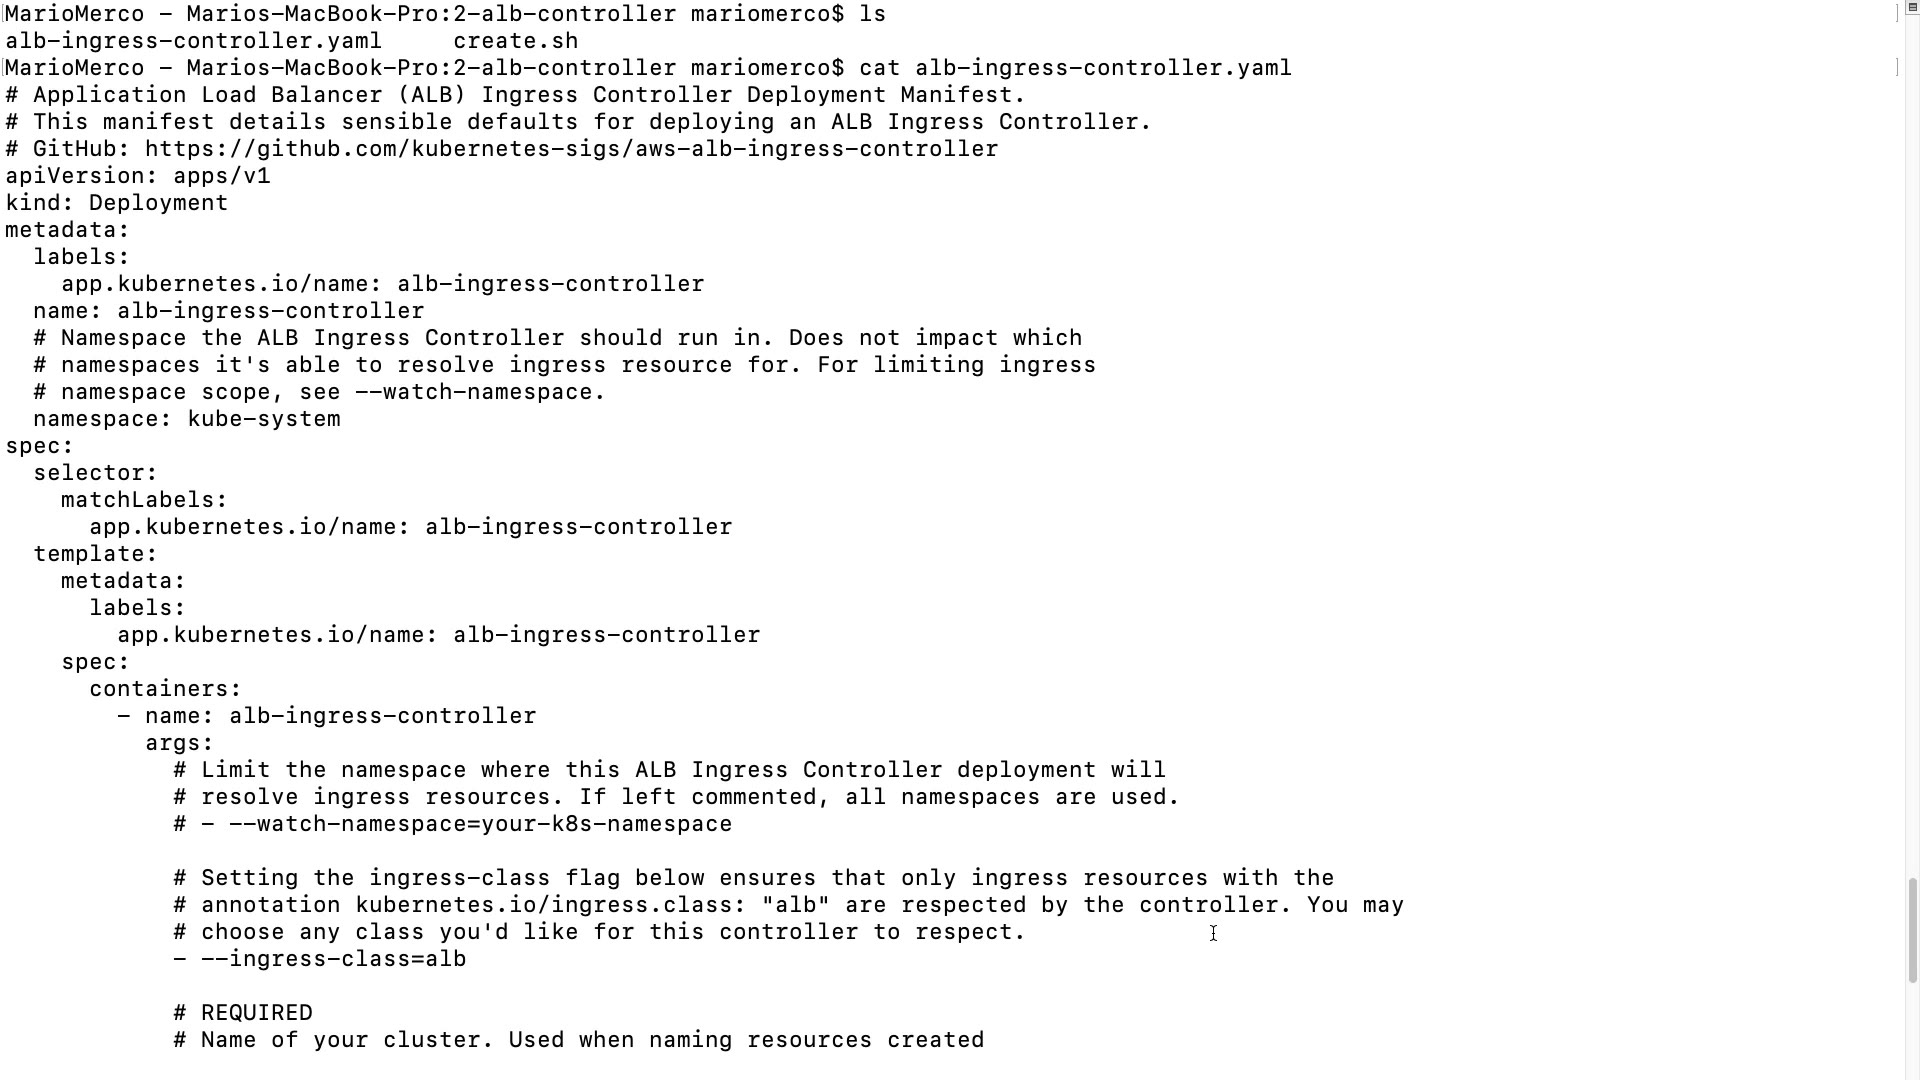 MarioMerco - Marios-MacBook-Pro:2-alb-controller mariomerco$ ls
alb-ingress-controller.yaml     create.sh
MarioMerco - Marios-MacBook-Pro:2-alb-controller mariomerco$ cat alb-ingress-controller.yaml
# Application Load Balancer (ALB) Ingress Controller Deployment Manifest.
# This manifest details sensible defaults for deploying an ALB Ingress Controller.
# GitHub: https://github.com/kubernetes-sigs/aws-alb-ingress-controller
apiVersion: apps/v1
kind: Deployment
metadata:
  labels:
    app.kubernetes.io/name: alb-ingress-controller
  name: alb-ingress-controller
  # Namespace the ALB Ingress Controller should run in. Does not impact which
  # namespaces it's able to resolve ingress resource for. For limiting ingress
  # namespace scope, see --watch-namespace.
  namespace: kube-system
spec:
  selector:
    matchLabels:
      app.kubernetes.io/name: alb-ingress-controller
  template:
    metadata:
      labels:
        app.kubernetes.io/name: alb-ingress-controller
    spec:
      containers:
        - name: alb-ingress-controller
          args:
            # Limit the namespace where this ALB Ingress Controller deployment will
            # resolve ingress resources. If left commented, all namespaces are used.
            # - --watch-namespace=your-k8s-namespace

            # Setting the ingress-class flag below ensures that only ingress resources with the
            # annotation kubernetes.io/ingress.class: "alb" are respected by the controller. You may
            # choose any class you'd like for this controller to respect.
            - --ingress-class=alb

            # REQUIRED
            # Name of your cluster. Used when naming resources created